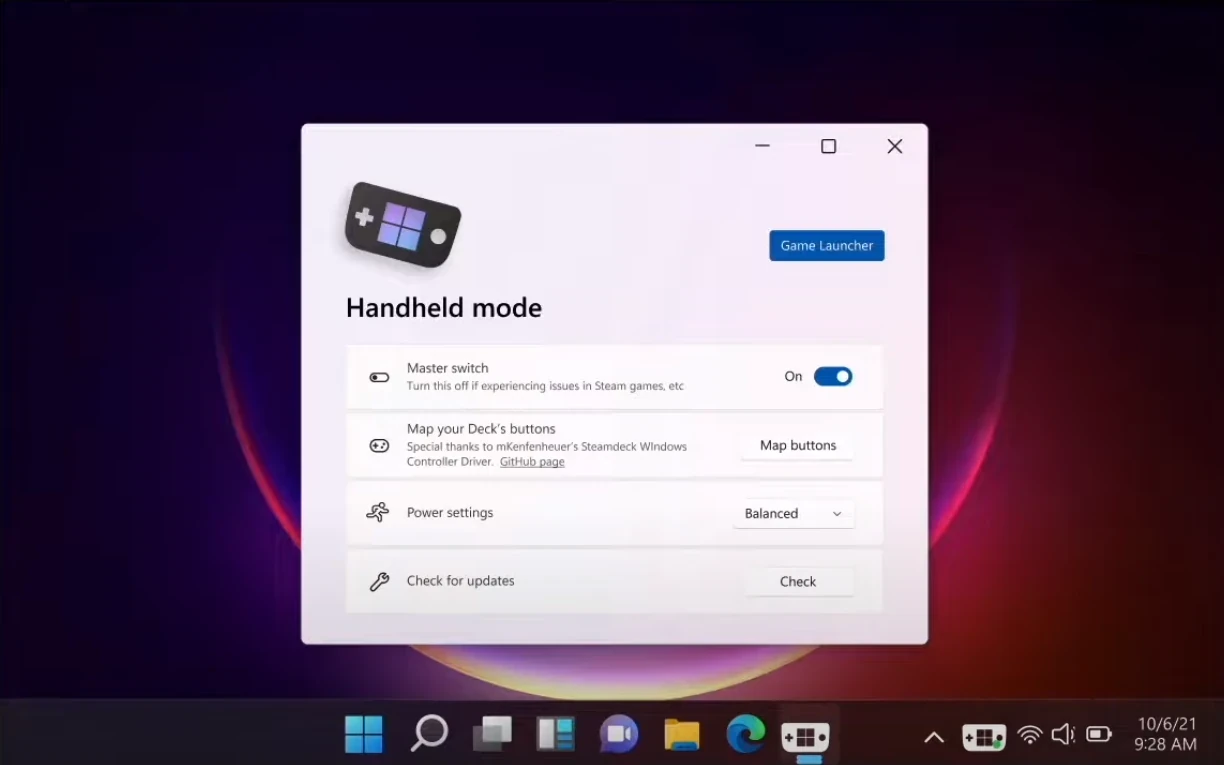 Game Launcher
Handheld mode
Master switch
On
Turn this off if experiencing issues in Steam games, etc
Map your Deck's buttons
Special thanks to mKenfenheuer's Steamdeck WIndows
Controller Driver. GitHub page
Map buttons
Power settings
Balanced
Check for updates
Check
10/6/21
9:28 AM